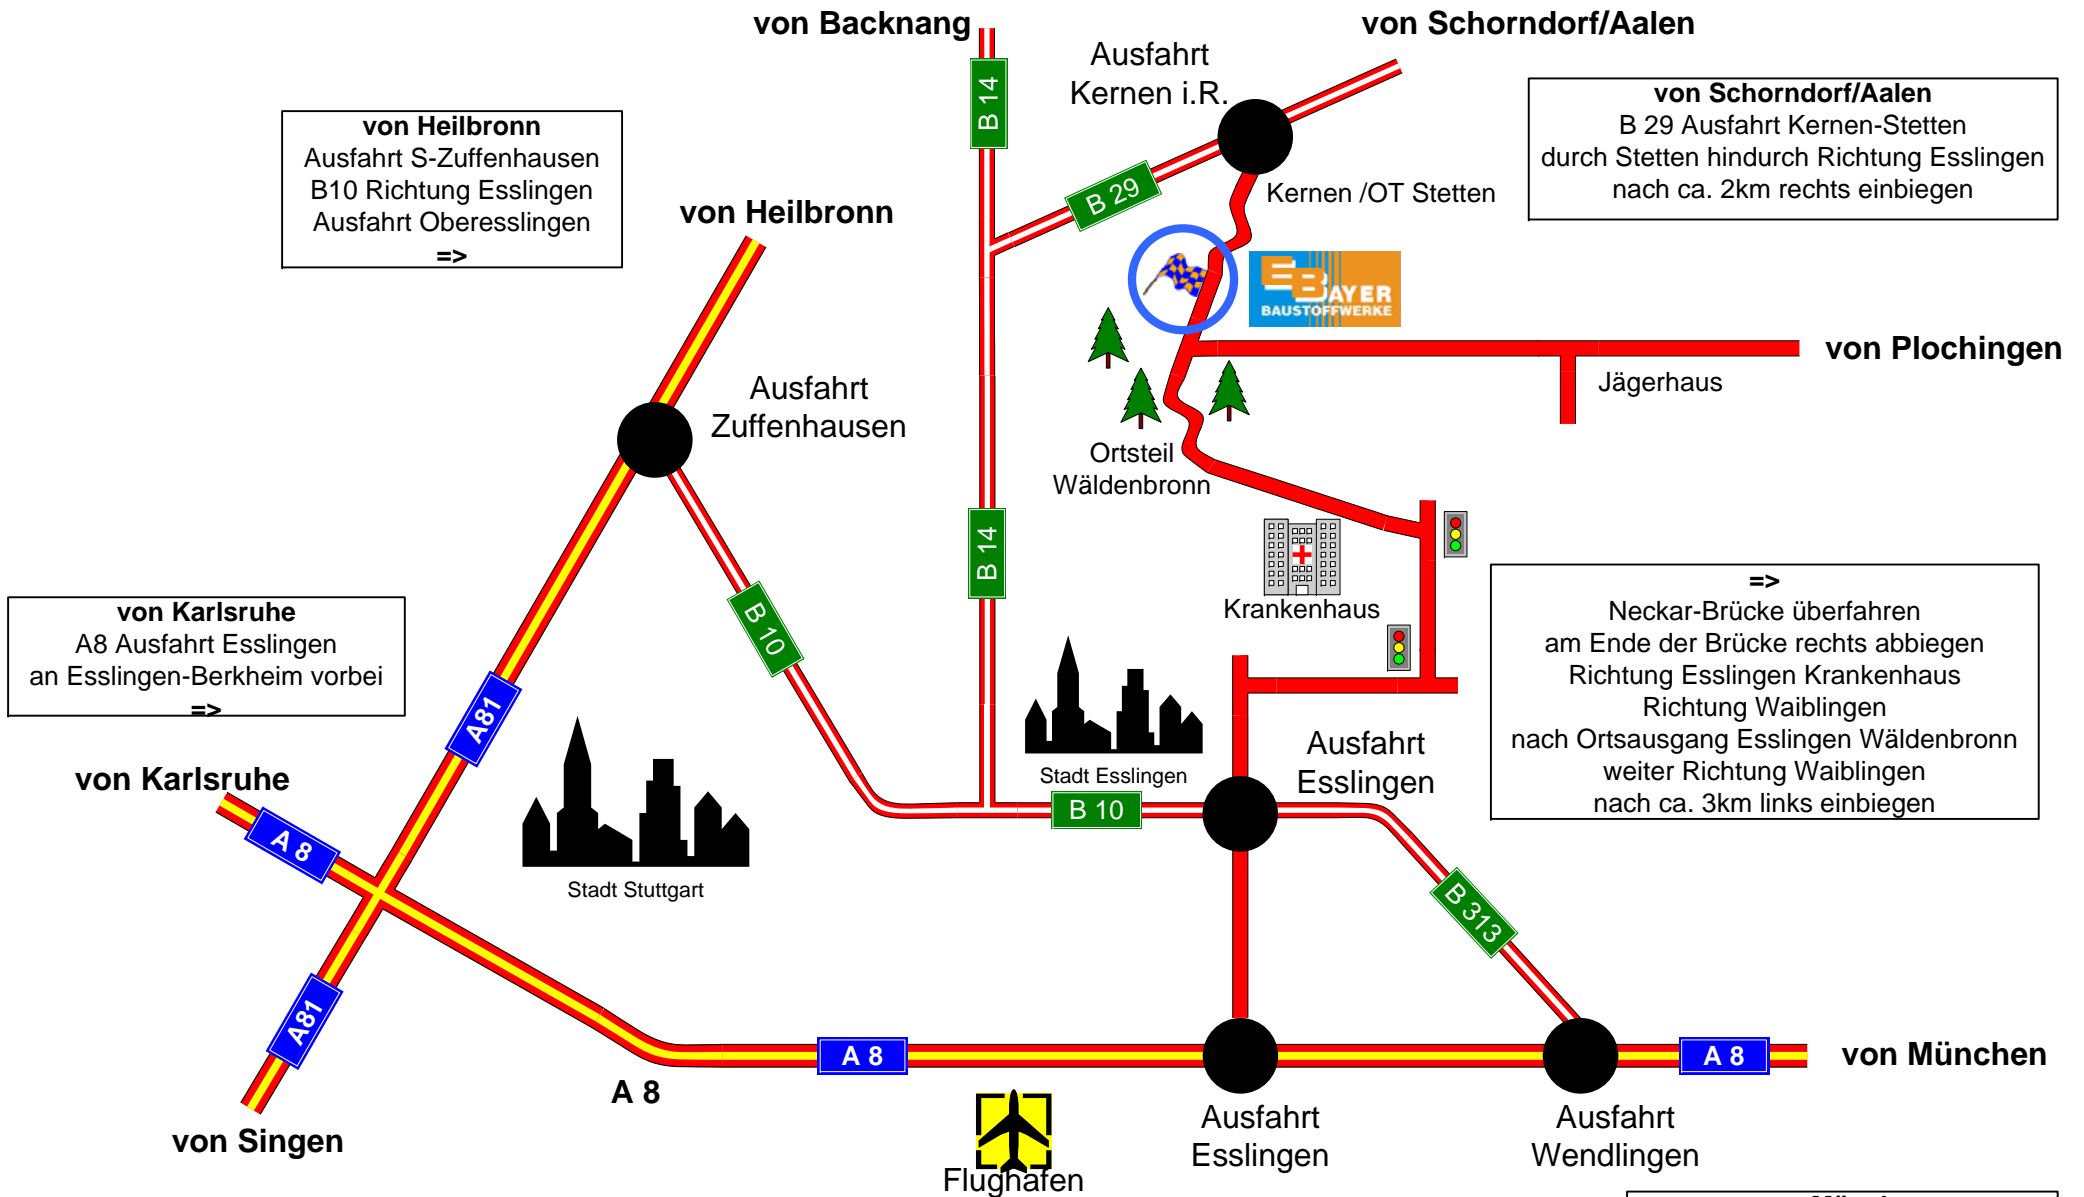 von Backnang
von Schorndorf/Aalen
Ausfahrt
Kernen i.R.
B 14
von Schorndorf/Aalen
B 29 Ausfahrt Kernen-Stetten
durch Stetten hindurch Richtung Esslingen
nach ca. 2km rechts einbiegen
von Heilbronn
Ausfahrt S-Zuffenhausen
B10 Richtung Esslingen
Ausfahrt Oberesslingen
=>
von Heilbronn
B 29
Kernen /OT Stetten
EBAYER
BAUSTOFFWERKE
von Plochingen
Jägerhaus
Ausfahrt
Zuffenhausen
Ortsteil
Wäldenbronn
B 14
Krankenhaus
B 10
von Karlsruhe
A8 Ausfahrt Esslingen
an Esslingen-Berkheim vorbei
=>
=>
Neckar-Brücke überfahren
am Ende der Brücke rechts abbiegen
Richtung Esslingen Krankenhaus
Richtung Waiblingen
nach Ortsausgang Esslingen Wäldenbronn
weiter Richtung Waiblingen
nach ca. 3km links einbiegen
A81
von Karlsruhe
Stadt Esslingen
Ausfahrt
Esslingen
B 10
A 8
Stadt Stuttgart
B 313
A81
A 8
A 8
von München
A 8
von Singen
Flughafen
Ausfahrt
Esslingen
Ausfahrt
Wendlingen